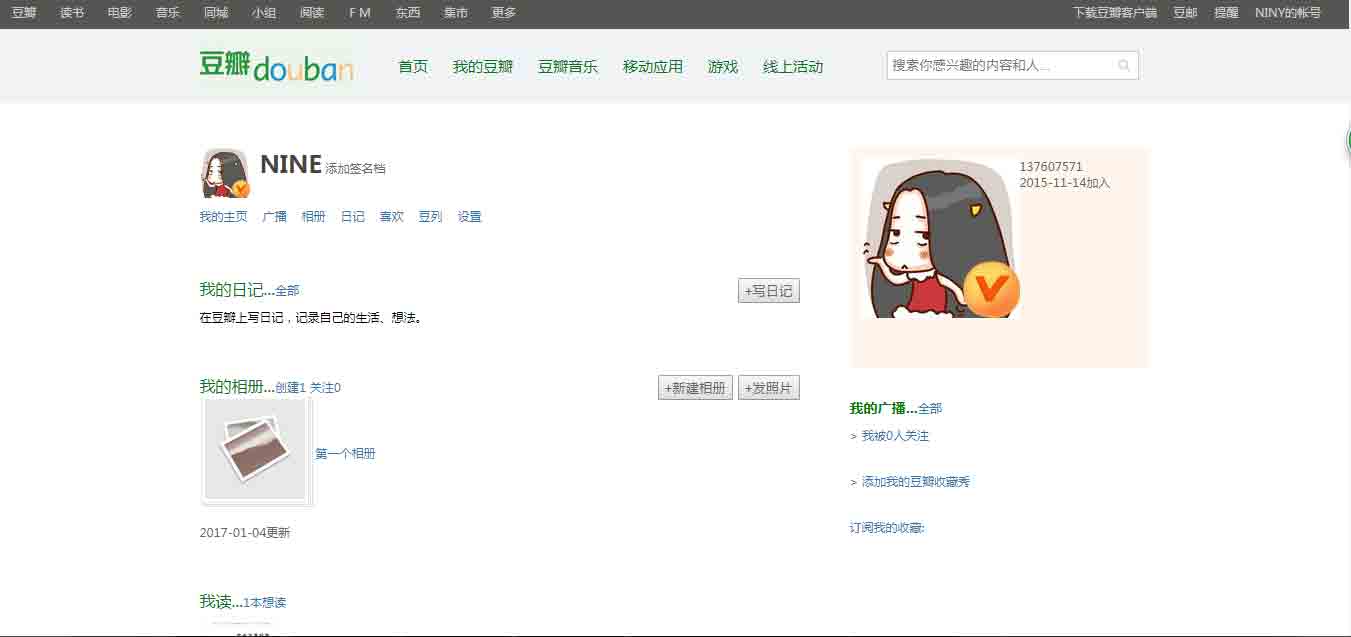 豆瓣 读书 电影 音乐 同城 小组 阅读 F M 东西 集市 更多 下载豆瓣客户端 豆邮 提醒 NINY的帐号
豆瓣 douban 首页 我的豆瓣 豆瓣音乐 移动应用 游戏 线上活动 搜索你感兴趣的内容和人...
NINE 添加签名档
我的主页 广播 相册 日记 喜欢 豆列 设置
137607571
2015-11-14加入
我的日记...全部 +写日记
在豆瓣上写日记，记录自己的生活、想法。
我的相册...创建1 关注0 +新建相册 +发照片
第一个相册
2017-01-04更新
我的广播...全部
> 我被0人关注
> 添加我的豆瓣收藏秀
订阅我的收藏:
我读...1本想读